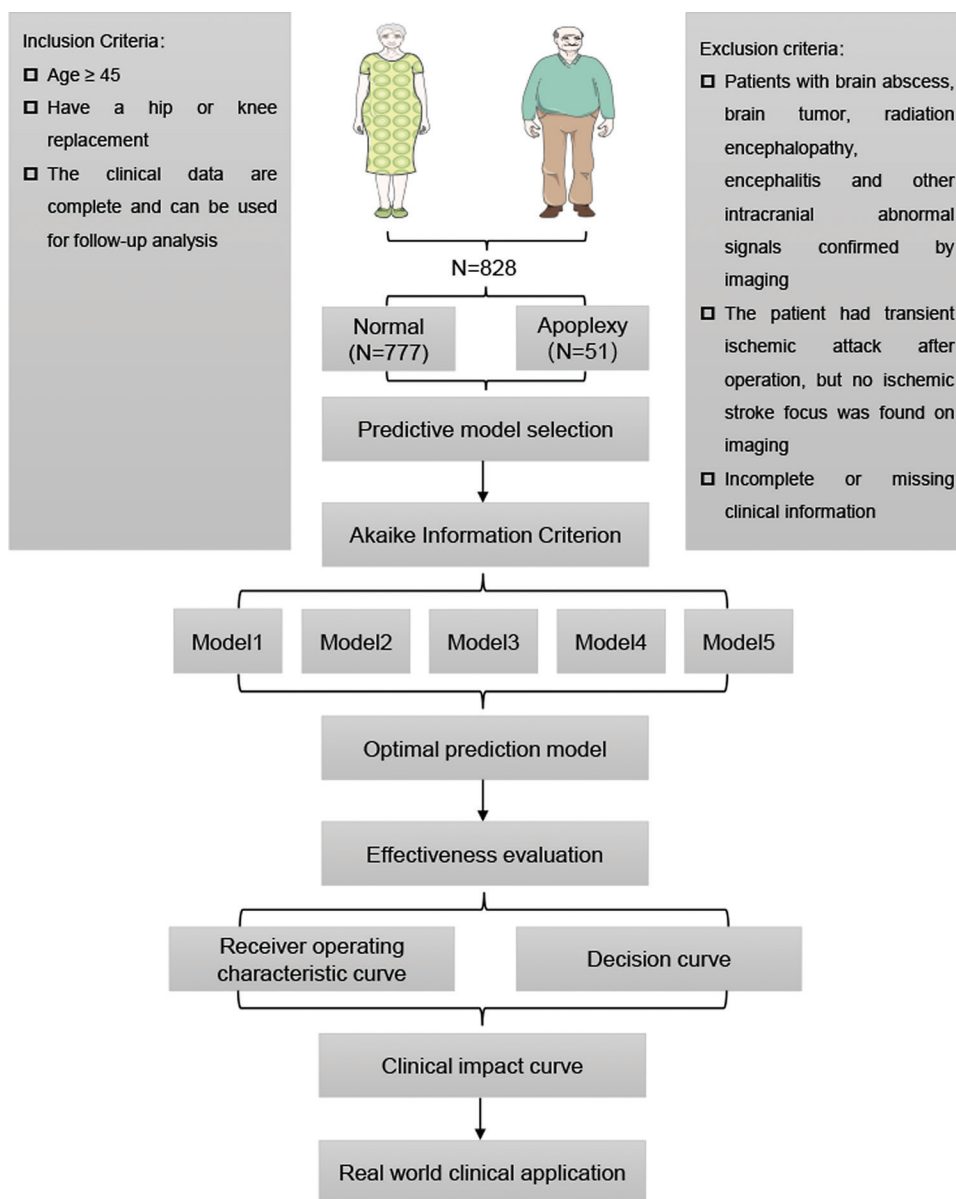 Inclusion Criteria:
Age ≥ 45
Have a hip or knee
replacement
The clinical data are
complete and can be used
for follow-up analysis
Exclusion criteria:
Patients with brain abscess,
brain tumor, radiation
encephalopathy,
encephalitis and other
intracranial abnormal
signals confirmed by
imaging
The patient had transient
ischemic attack after
operation, but no ischemic
stroke focus was found on
imaging
Incomplete or missing
clinical information
N=828
Normal
(N=777)
Apoplexy
(N=51)
Predictive model selection
Akaike Information Criterion
Model1
Model2
Model3
Model4
Model5
Optimal prediction model
Effectiveness evaluation
Receiver operating
characteristic curve
Decision curve
Clinical impact curve
Real world clinical application